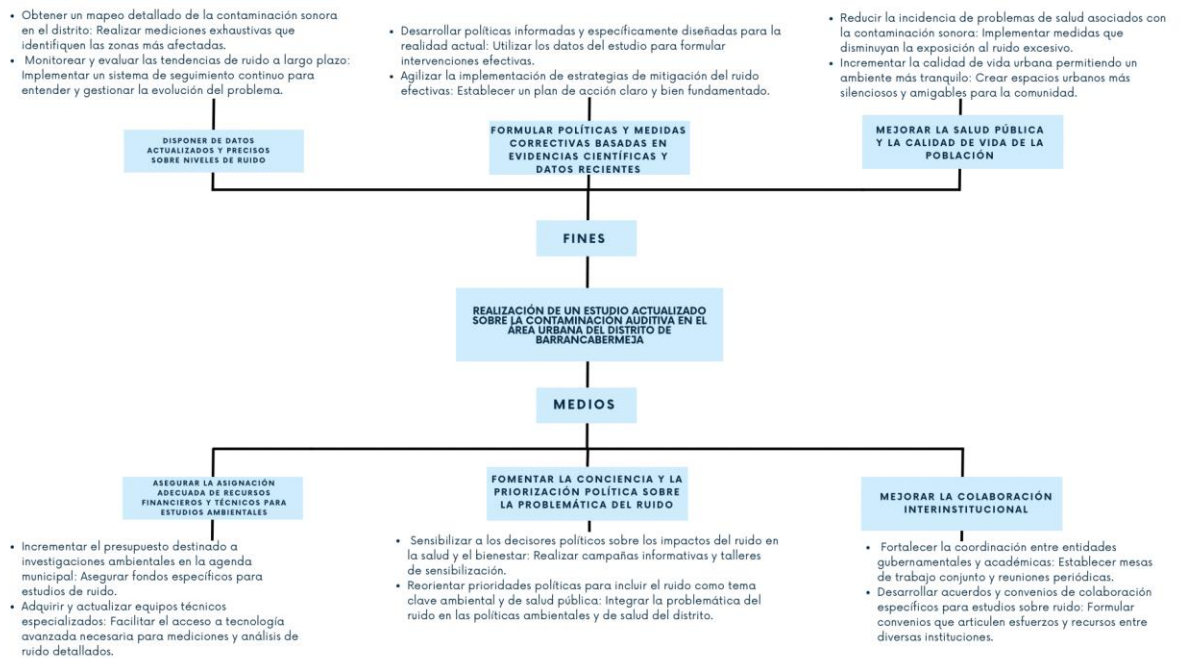 • Obtener un mapeo detallado de la contaminación sonora
en el distrito: Realizar mediciones exhaustivas que
identifiquen las zonas más afectadas.
• Monitorear y evaluar las tendencias de ruido a largo plazo:
Implementar un sistema de seguimiento continuo para
entender y gestionar la evolución del problema.
• Desarrollar políticas informadas y específicamente diseñadas para la
realidad actual: Utilizar los datos del estudio para formular
intervenciones efectivas.
• Agilizar la implementación de estrategias de mitigación del ruido
efectivas: Establecer un plan de acción claro y bien fundamentado.
• Reducir la incidencia de problemas de salud asociados con
la contaminación sonora: Implementar medidas que
disminuyan la exposición al ruido excesivo.
• Incrementar la calidad de vida urbana permitiendo un
ambiente más tranquilo: Crear espacios urbanos más
silenciosos y amigables para la comunidad.
DISPONER DE DATOS
ACTUALIZADOS Y PRECISOS
SOBRE NIVELES DE RUIDO
FORMULAR POLÍTICAS Y MEDIDAS
CORRECTIVAS BASADAS EN
EVIDENCIAS CIENTÍFICAS Y
DATOS RECIENTES
MEJORAR LA SALUD PÚBLICA
Y LA CALIDAD DE VIDA DE LA
POBLACIÓN
FINES
REALIZACIÓN DE UN ESTUDIO ACTUALIZADO
SOBRE LA CONTAMINACIÓN AUDITIVA EN EL
ÁREA URBANA DEL DISTRITO DE
BARRANCABERMEJA
MEDIOS
ASEGURAR LA ASIGNACIÓN
ADECUADA DE RECURSOS
FINANCIEROS Y TÉCNICOS PARA
ESTUDIOS AMBIENTALES
FOMENTAR LA CONCIENCIA Y LA
PRIORIZACIÓN POLÍTICA SOBRE
LA PROBLEMÁTICA DEL RUIDO
MEJORAR LA COLABORACIÓN
INTERINSTITUCIONAL
• Incrementar el presupuesto destinado a
investigaciones ambientales en la agenda
municipal: Asegurar fondos específicos para
estudios de ruido.
• Adquirir y actualizar equipos técnicos
especializados: Facilitar el acceso a tecnología
avanzada necesaria para mediciones y análisis de
ruido detallados.
• Sensibilizar a los decisores políticos sobre los impactos del ruido en
la salud y el bienestar: Realizar campañas informativas y talleres
de sensibilización.
• Reorientar prioridades políticas para incluir el ruido como tema
clave ambiental y de salud pública: Integrar la problemática del
ruido en las políticas ambientales y de salud del distrito.
• Fortalecer la coordinación entre entidades
gubernamentales y académicas: Establecer mesas
de trabajo conjunto y reuniones periódicas.
• Desarrollar acuerdos y convenios de colaboración
específicos para estudios sobre ruido: Formular
convenios que articulen esfuerzos y recursos entre
diversas instituciones.